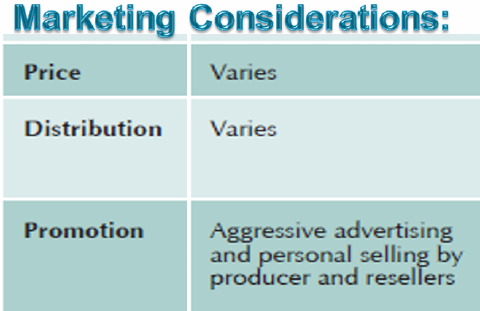 Marketing Considerations:
Price Varies
Distribution Varies
Promotion Aggressive advertising
and personal selling by
producer and resellers